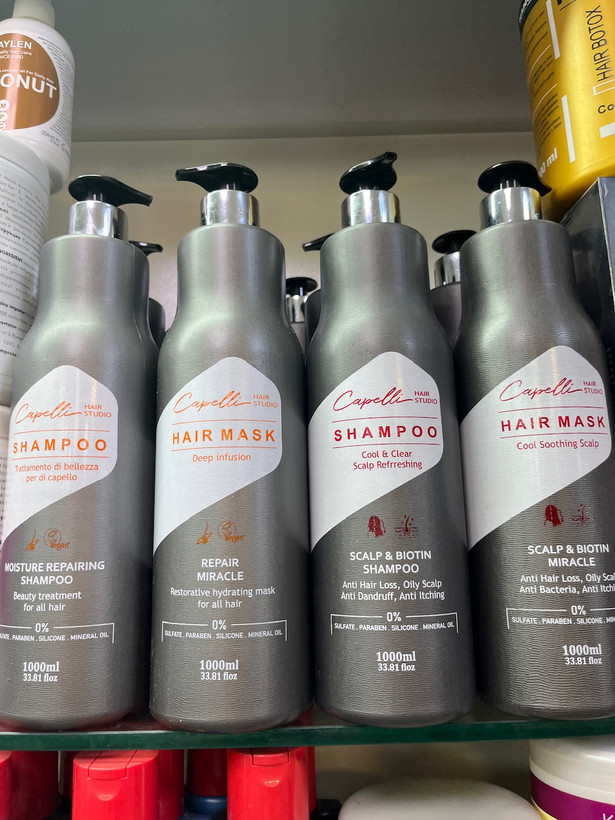 AYLEN
ONUT
HAIR BOTOX
Capelli HAIR STUDIO
SHAMPOO
Trattamento di bellezza
per di capello
Vegan
MOISTURE REPAIRING
SHAMPOO
Beauty treatment
for all hair
0%
SULFATE . PARABEN . SILICONE . MINERAL OIL
1000ml
33.81 floz
Capelli HAIR STUDIO
HAIR MASK
Deep Infusion
Vegan
REPAIR
MIRACLE
Restorative hydrating mask
for all hair
0%
SULFATE . PARABEN . SILICONE . MINERAL OIL
1000ml
33.81 floz
Capelli HAIR STUDIO
SHAMPOO
Cool & Clear
Scalp Refrreshing
SCALP & BIOTIN
SHAMPOO
Anti Hair Loss, Oily Scalp
Anti Dandruff, Anti Itching
0%
SULFATE . PARABEN . SILICONE . MINERAL OIL
1000ml
33.81 floz
Capelli HAIR STUDIO
HAIR MASK
Cool Soothing Scalp
SCALP & BIOTIN
MIRACLE
Anti Hair Loss, Oily Scal
Anti Bacteria, Anti Itchi
0%
SULFATE . PARABEN . SILICONE . MIN
1000ml
33.81 floz